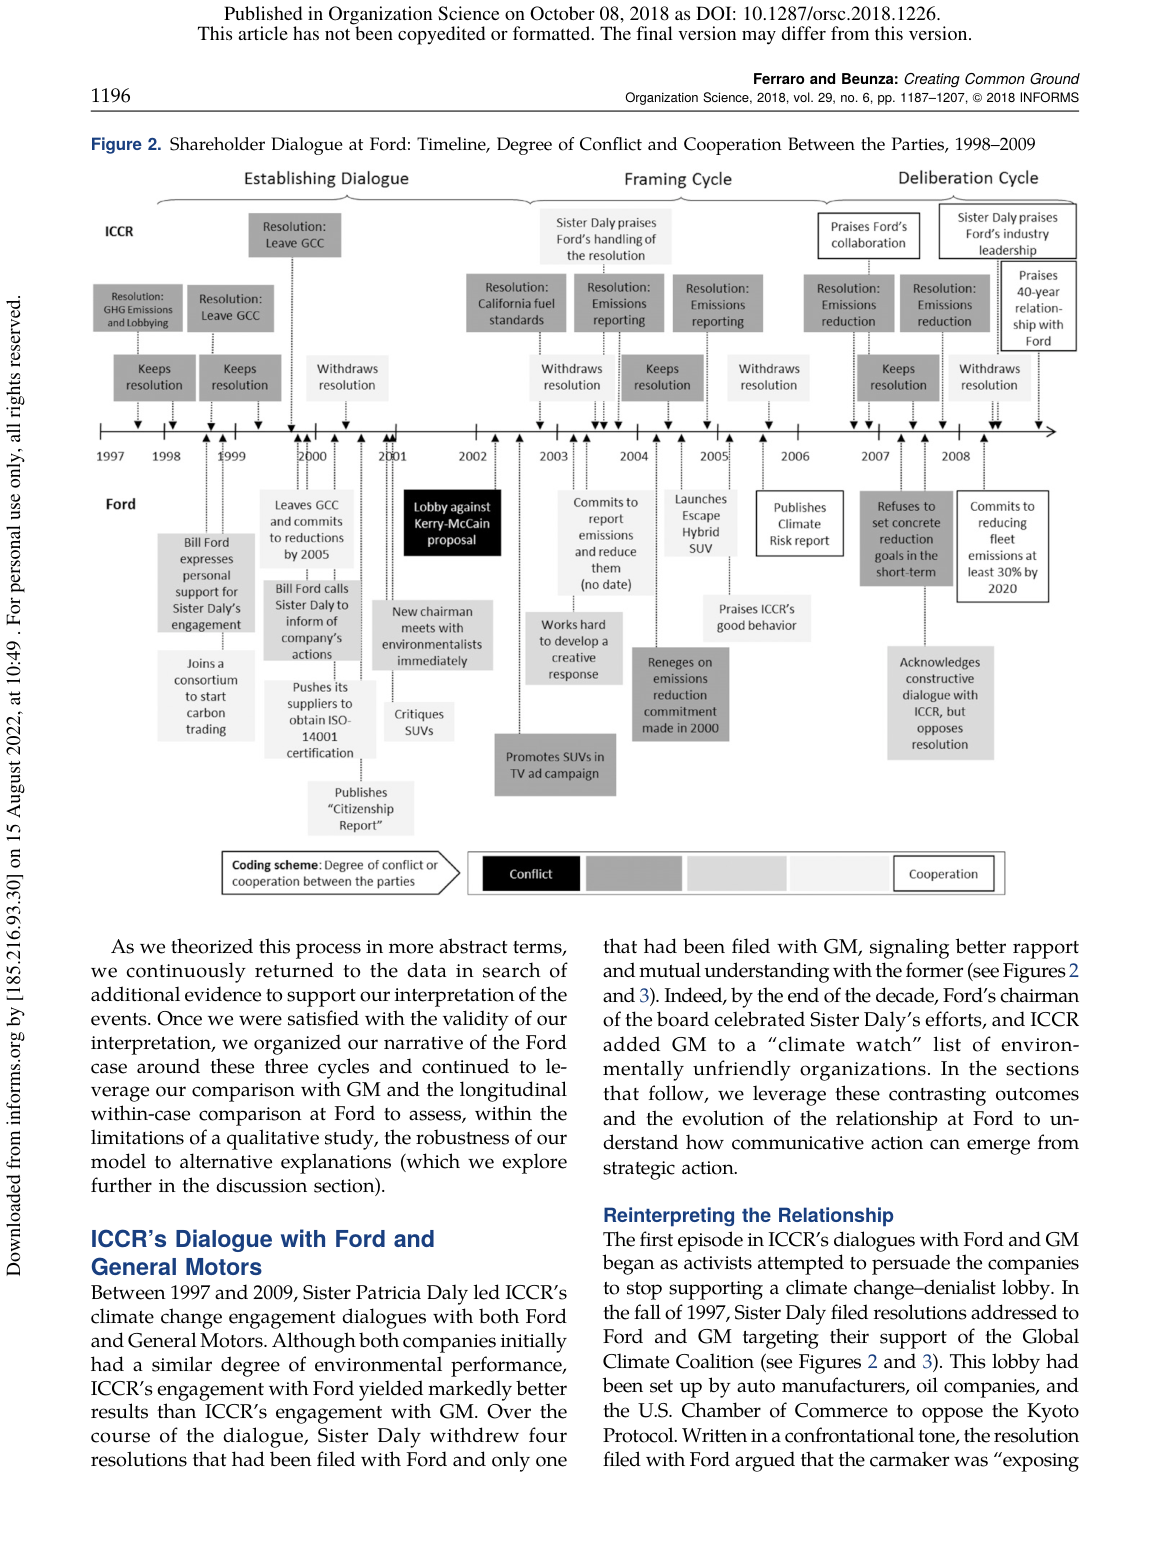 Published in Organization Science on October 08, 2018 as DOI: 10.1287/orsc.2018.1226.
This article has not been copyedited or formatted. The final version may differ from this version.
Ferraro and Beunza: Creating Common Ground
1196
Organization Science, 2018, vol. 29, no. 6, pp. 1187–1207, © 2018 INFORMS
Downloaded from informs.org by [185.216.93.30] on 15 August 2022, at 10:49 . For personal use only, all rights reserved.
Figure 2. Shareholder Dialogue at Ford: Timeline, Degree of Conflict and Cooperation Between the Parties, 1998–2009
Establishing Dialogue
Framing Cycle
Deliberation Cycle
ICCR
Resolution:
Leave GCC
Sister Daly praises
Ford's handling of
the resolution
Praises Ford's
collaboration
Sister Daly praises
Ford's industry
leadership
Resolution:
GHG Emissions
and Lobbying
Resolution:
Leave GCC
Resolution:
California fuel
standards
Resolution:
Emissions
reporting
Resolution:
Emissions
reporting
Resolution:
Emissions
reduction
Resolution:
Emissions
reduction
Praises
40-year
relation-
ship with
Ford
Keeps
resolution
Keeps
resolution
Withdraws
resolution
Withdraws
resolution
Keeps
resolution
Withdraws
resolution
Keeps
resolution
Withdraws
resolution
1997 1998 1999 2000 2001 2002 2003 2004 2005 2006 2007 2008
Ford
Bill Ford
expresses
personal
support for
Sister Daly's
engagement
Joins a
consortium
to start
carbon
trading
Leaves GCC
and commits
to reductions
by 2005
Bill Ford calls
Sister Daly to
inform of
company's
actions
Pushes its
suppliers to
obtain ISO-
14001
certification
Publishes
“Citizenship
Report”
New chairman
meets with
environmentalists
immediately
Critiques
SUVs
Lobby against
Kerry-McCain
proposal
Promotes SUVs in
TV ad campaign
Commits to
report
emissions
and reduce
them
(no date)
Works hard
to develop a
creative
response
Reneges on
emissions
reduction
commitment
made in 2000
Launches
Escape
Hybrid
SUV
Praises ICCR's
good behavior
Publishes
Climate
Risk report
Refuses to
set concrete
reduction
goals in the
short-term
Acknowledges
constructive
dialogue with
ICCR, but
opposes
resolution
Commits to
reducing
fleet
emissions at
least 30% by
2020
Coding scheme: Degree of conflict or
cooperation between the parties
Conflict
Cooperation
As we theorized this process in more abstract terms,
we continuously returned to the data in search of
additional evidence to support our interpretation of the
events. Once we were satisfied with the validity of our
interpretation, we organized our narrative of the Ford
case around these three cycles and continued to le-
verage our comparison with GM and the longitudinal
within-case comparison at Ford to assess, within the
limitations of a qualitative study, the robustness of our
model to alternative explanations (which we explore
further in the discussion section).
ICCR's Dialogue with Ford and
General Motors
Between 1997 and 2009, Sister Patricia Daly led ICCR's
climate change engagement dialogues with both Ford
and General Motors. Although both companies initially
had a similar degree of environmental performance,
ICCR's engagement with Ford yielded markedly better
results than ICCR's engagement with GM. Over the
course of the dialogue, Sister Daly withdrew four
resolutions that had been filed with Ford and only one
that had been filed with GM, signaling better rapport
and mutual understanding with the former (see Figures 2
and 3). Indeed, by the end of the decade, Ford's chairman
of the board celebrated Sister Daly's efforts, and ICCR
added GM to a “climate watch” list of environ-
mentally unfriendly organizations. In the sections
that follow, we leverage these contrasting outcomes
and the evolution of the relationship at Ford to un-
derstand how communicative action can emerge from
strategic action.
Reinterpreting the Relationship
The first episode in ICCR's dialogues with Ford and GM
began as activists attempted to persuade the companies
to stop supporting a climate change–denialist lobby. In
the fall of 1997, Sister Daly filed resolutions addressed to
Ford and GM targeting their support of the Global
Climate Coalition (see Figures 2 and 3). This lobby had
been set up by auto manufacturers, oil companies, and
the U.S. Chamber of Commerce to oppose the Kyoto
Protocol. Written in a confrontational tone, the resolution
filed with Ford argued that the carmaker was “exposing